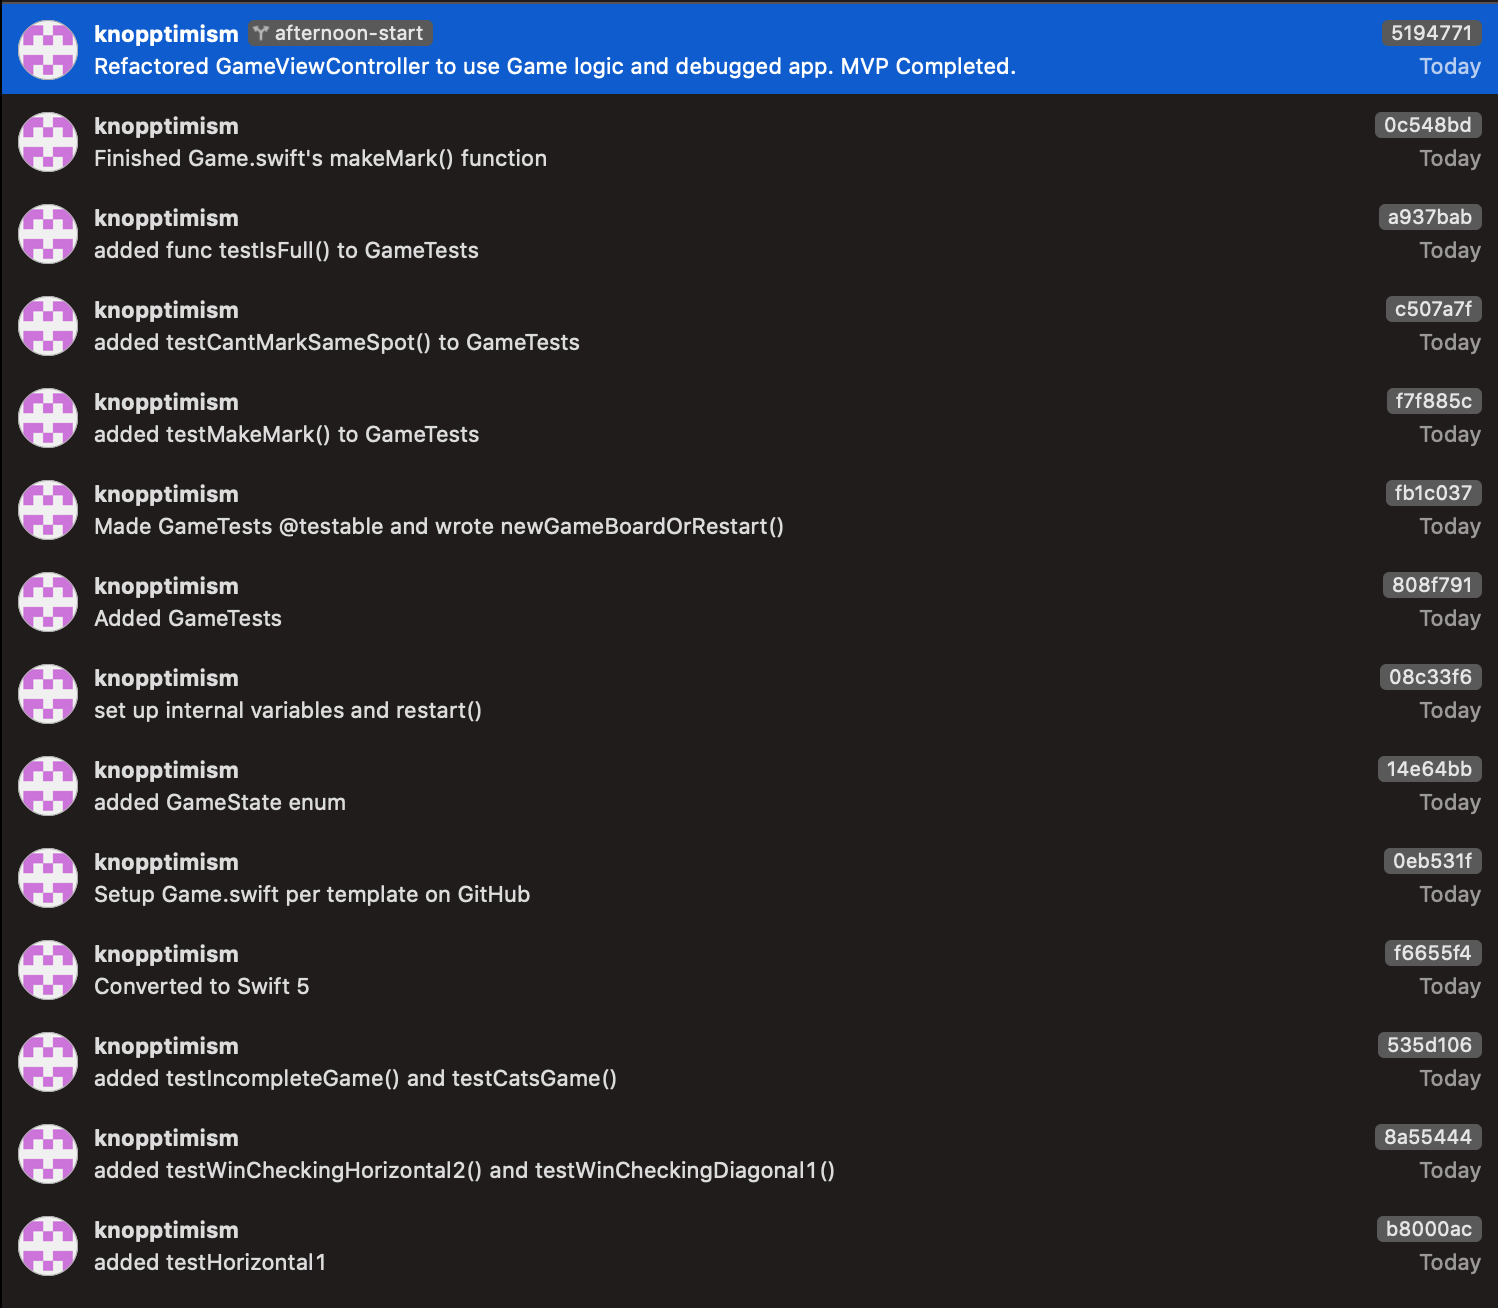 knopptimism afternoon-start 5194771
Refactored GameViewController to use Game logic and debugged app. MVP Completed. Today
knopptimism 0c548bd
Finished Game.swift's makeMark() function Today
knopptimism a937bab
added func testIsFull() to GameTests Today
knopptimism c507a7f
added testCantMarkSameSpot() to GameTests Today
knopptimism f7f885c
added testMakeMark() to GameTests Today
knopptimism fb1c037
Made GameTests @testable and wrote newGameBoardOrRestart() Today
knopptimism 808f791
Added GameTests Today
knopptimism 08c33f6
set up internal variables and restart() Today
knopptimism 14e64bb
added GameState enum Today
knopptimism 0eb531f
Setup Game.swift per template on GitHub Today
knopptimism f6655f4
Converted to Swift 5 Today
knopptimism 535d106
added testIncompleteGame() and testCatsGame() Today
knopptimism 8a55444
added testWinCheckingHorizontal2() and testWinCheckingDiagonal1() Today
knopptimism b8000ac
added testHorizontal1 Today